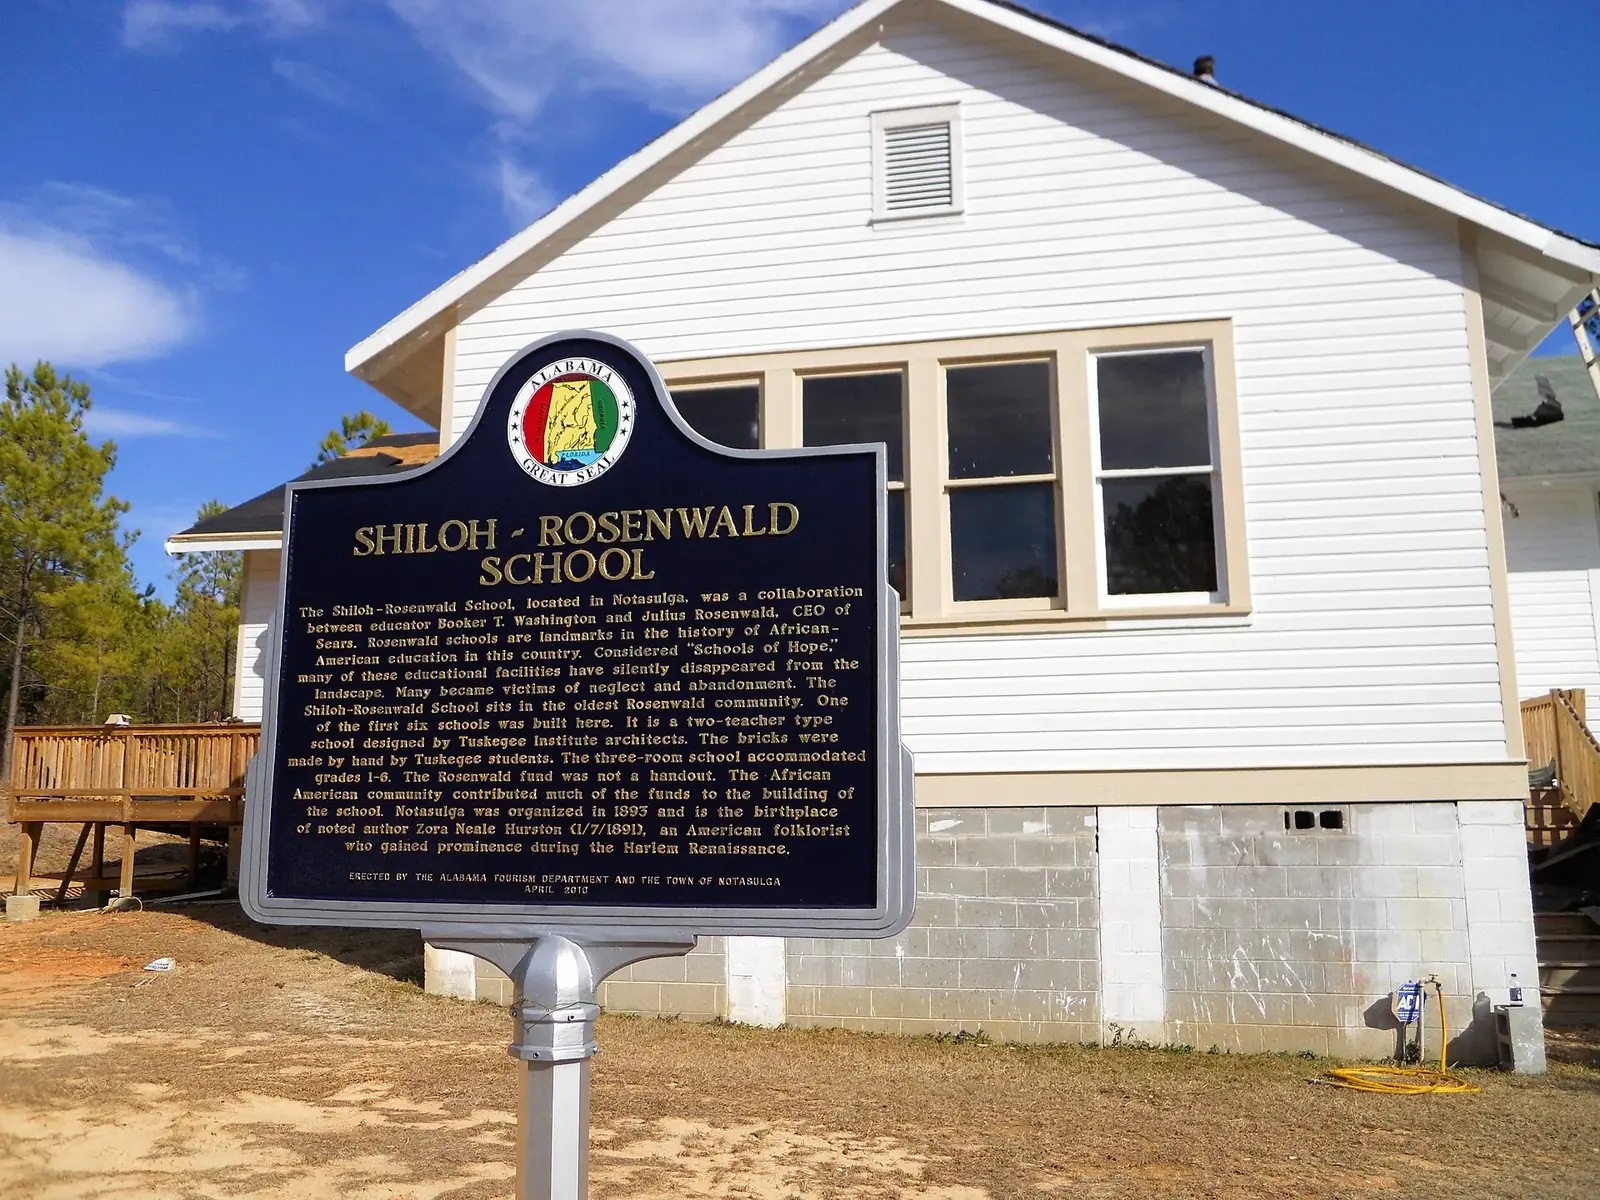 ALABAMA
GEORGIA
FLORIDA
GREAT SEAL
SHILOH - ROSENWALD
SCHOOL
The Shiloh-Rosenwald School, located in Notasulga, was a collaboration
between educator Booker T. Washington and Julius Rosenwald, CEO of
Sears. Rosenwald schools are landmarks in the history of African-
American education in this country. Considered "Schools of Hope,"
many of these educational facilities have silently disappeared from the
landscape. Many became victims of neglect and abandonment. The
Shiloh-Rosenwald School sits in the oldest Rosenwald community. One
of the first six schools was built here. It is a two-teacher type
school designed by Tuskegee Institute architects. The bricks were
made by hand by Tuskegee students. The three-room school accommodated
grades 1-6. The Rosenwald fund was not a handout. The African
American community contributed much of the funds to the building of
the school. Notasulga was organized in 1893 and is the birthplace
of noted author Zora Neale Hurston (1/7/1891), an American folklorist
who gained prominence during the Harlem Renaissance.
ERECTED BY THE ALABAMA TOURISM DEPARTMENT AND THE TOWN OF NOTASULGA
APRIL 2010